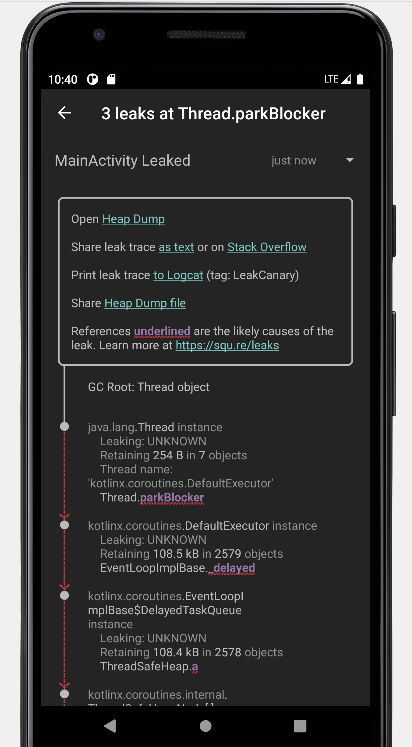 10:40
LTE
3 leaks at Thread.parkBlocker
MainActivity Leaked
just now
Open Heap Dump
Share leak trace as text or on Stack Overflow
Print leak trace to Logcat (tag: LeakCanary)
Share Heap Dump file
References underlined are the likely causes of the
leak. Learn more at https://squ.re/leaks
GC Root: Thread object
java.lang.Thread instance
Leaking: UNKNOWN
Retaining 254 B in 7 objects
Thread name:
'kotlinx.coroutines.DefaultExecutor'
Thread.parkBlocker
kotlinx.coroutines.DefaultExecutor instance
Leaking: UNKNOWN
Retaining 108.5 kB in 2579 objects
EventLoopImplBase._delayed
kotlinx.coroutines.EventLoopI
mplBase$DelayedTaskQueue
instance
Leaking: UNKNOWN
Retaining 108.4 kB in 2578 objects
ThreadSafeHeap.a
kotlinx.coroutines.internal.